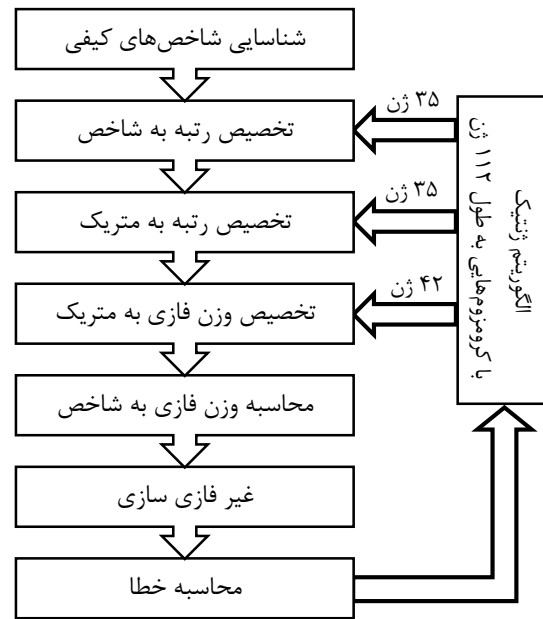 شناسایی شاخص‌های کیفی
تخصیص رتبه به شاخص
۳۵ ژن
تخصیص رتبه به متریک
۳۵ ژن
تخصیص وزن فازی به متریک
۴۲ ژن
محاسبه وزن فازی به شاخص
غیر فازی سازی
محاسبه خطا
الگوریتم ژنتیک
با کرومزوم‌هایی به طول ۱۱۲ ژن